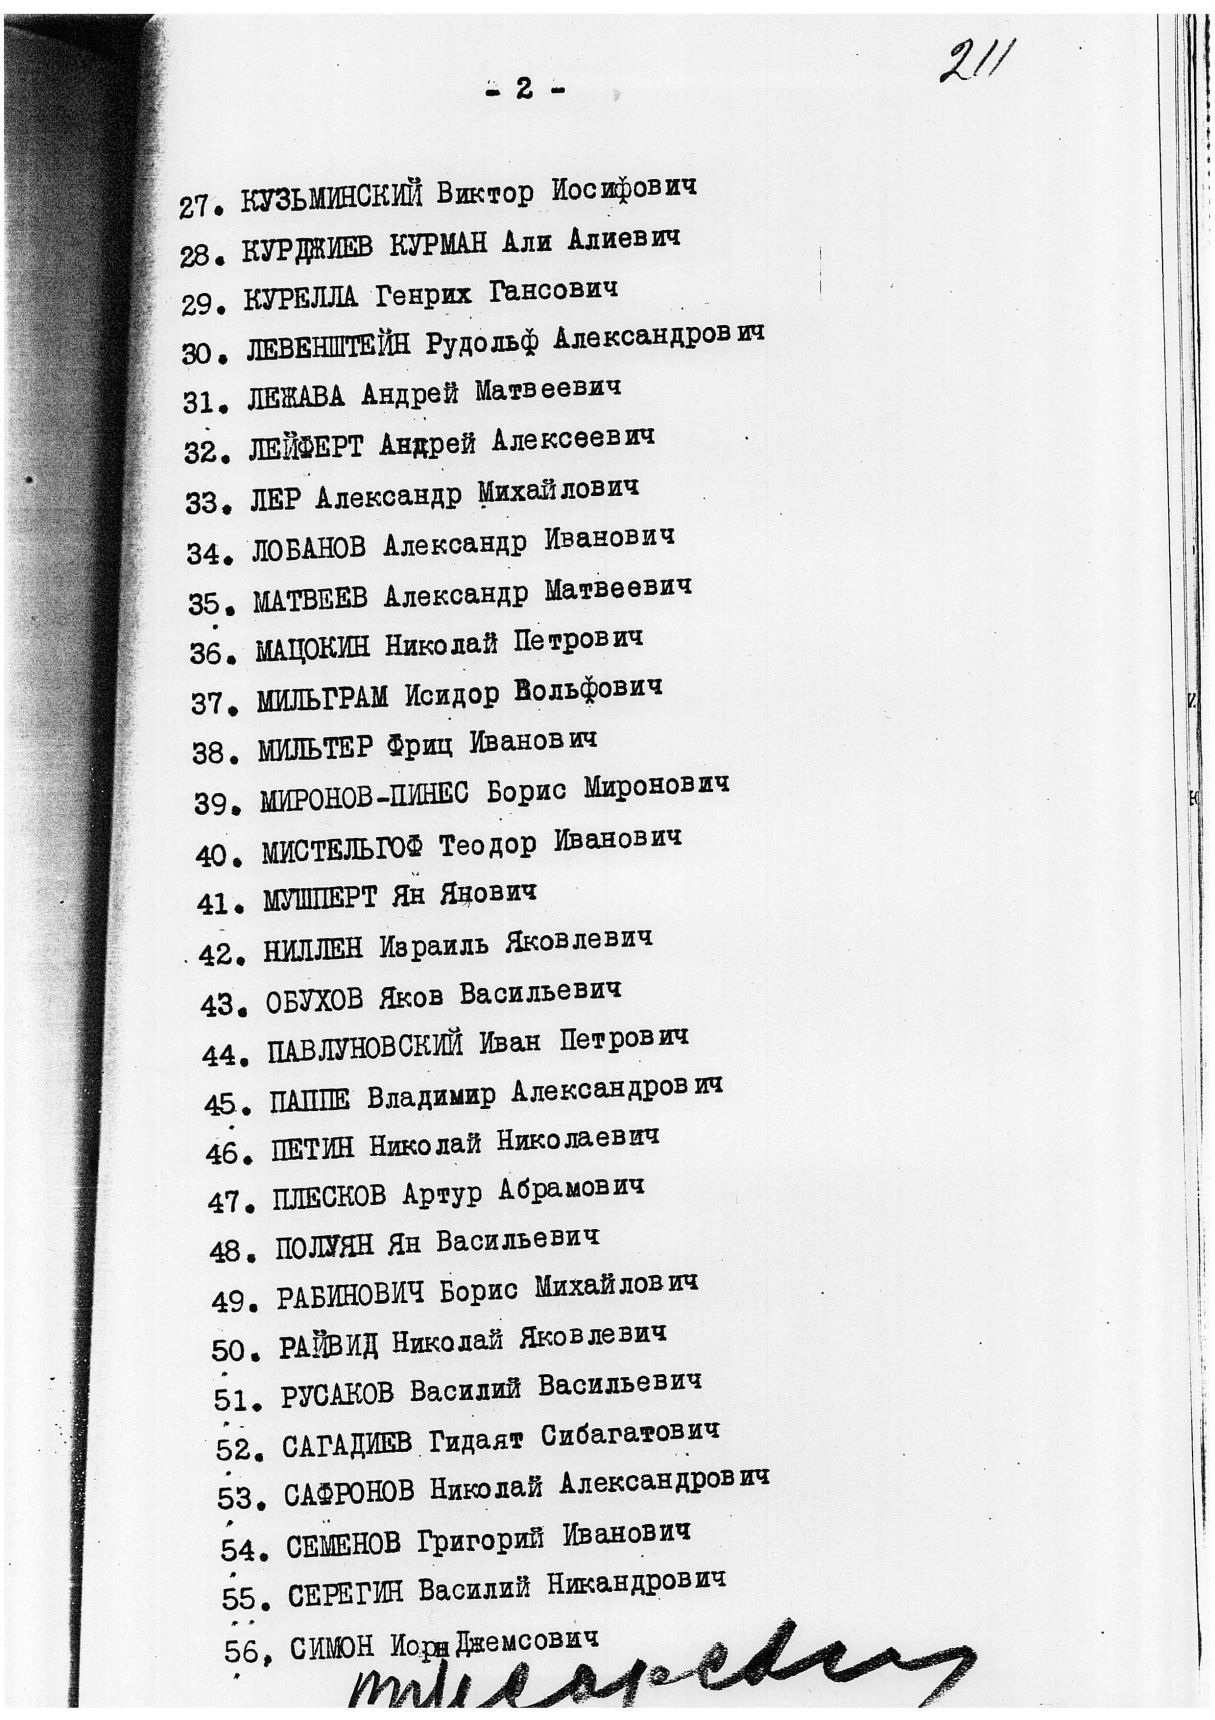 211
- 2 -
27. КУЗЬМИНСКИЙ Виктор Иосифович
28. КУРДЖИЕВ КУРМАН Али Алиевич
29. КУРЕЛЛА Генрих Гансович
30. ЛЕВЕНШТЕЙН Рудольф Александрович
31. ЛЕЖАВА Андрей Матвеевич
32. ЛЕЙФЕРТ Андрей Алексеевич
33. ЛЕР Александр Михайлович
34. ЛОБАНОВ Александр Иванович
35. МАТВЕЕВ Александр Матвеевич
36. МАЦОКИН Николай Петрович
37. МИЛЬГРАМ Исидор Вольфович
38. МИЛЬТЕР Фриц Иванович
39. МИРОНОВ-ПИНЕС Борис Миронович
40. МИСТЕЛЬГОФ Теодор Иванович
41. МУШПЕРТ Ян Янович
42. НИЛЛЕН Израиль Яковлевич
43. ОБУХОВ Яков Васильевич
44. ПАВЛУНОВСКИЙ Иван Петрович
45. ПАППЕ Владимир Александрович
46. ПЕТИН Николай Николаевич
47. ПЛЕСКОВ Артур Абрамович
48. ПОЛУЯН Ян Васильевич
49. РАБИНОВИЧ Борис Михайлович
50. РАЙВИД Николай Яковлевич
51. РУСАКОВ Василий Васильевич
52. САГАДИЕВ Гидаят Сибагатович
53. САФРОНОВ Николай Александрович
54. СЕМЕНОВ Григорий Иванович
55. СЕРЕГИН Василий Никандрович
56, СИМОН Иорн Джемсович